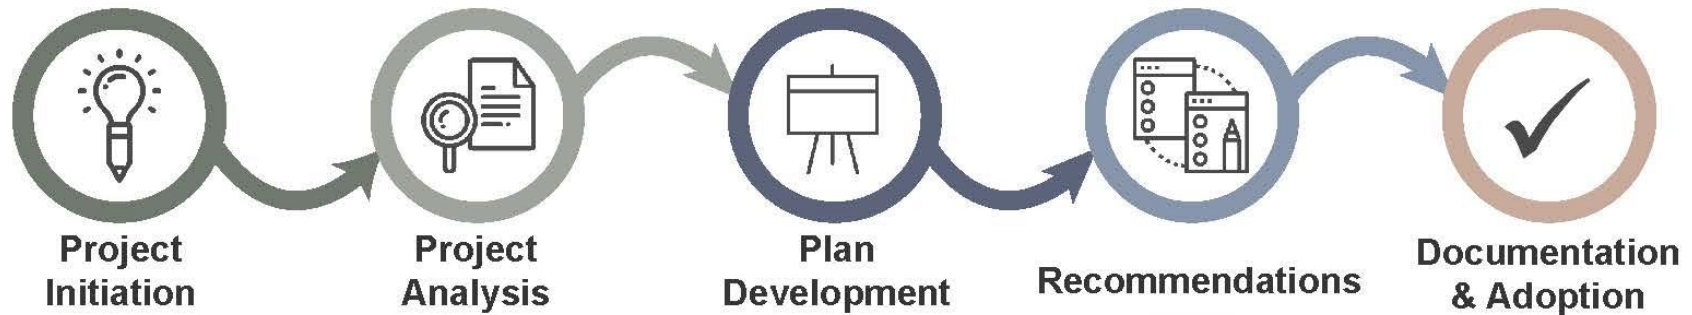 Project
Initiation
Project
Analysis
Plan
Development
Recommendations
Documentation
& Adoption